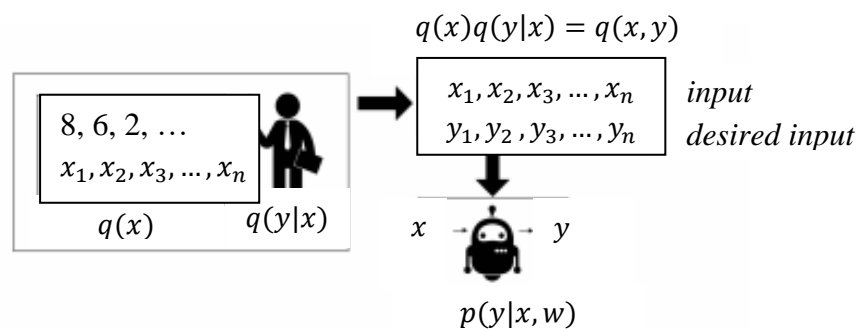 q(x)q(y|x) = q(x, y)
8, 6, 2, …
x₁, x₂, x₃, …, xₙ
q(x)
q(y|x)
x₁, x₂, x₃, …, xₙ
input
y₁, y₂, y₃, …, yₙ
desired input
x
y
p(y|x, w)